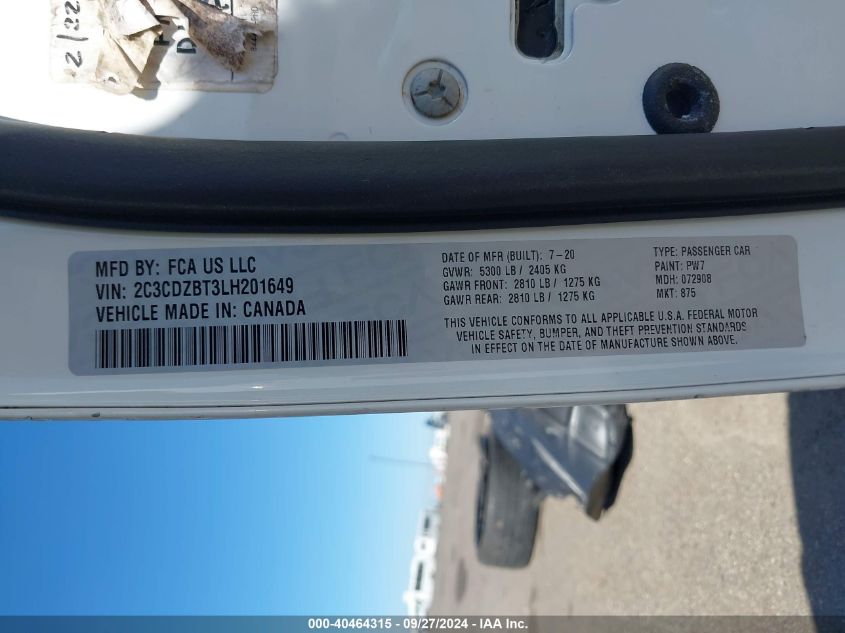 2/22
MFD BY: FCA US LLC
VIN: 2C3CDZBT3LH201649
VEHICLE MADE IN: CANADA
DATE OF MFR (BUILT): 7-20
GVWR: 5300 LB / 2405 KG
GAWR FRONT: 2810 LB / 1275 KG
GAWR REAR: 2810 LB / 1275 KG
TYPE: PASSENGER CAR
PAINT: PW7
MDH: 072908
MKT: 875
THIS VEHICLE CONFORMS TO ALL APPLICABLE U.S.A. FEDERAL MOTOR
VEHICLE SAFETY, BUMPER, AND THEFT PREVENTION STANDARDS
IN EFFECT ON THE DATE OF MANUFACTURE SHOWN ABOVE.
000-40464315 - 09/27/2024 - IAA Inc.